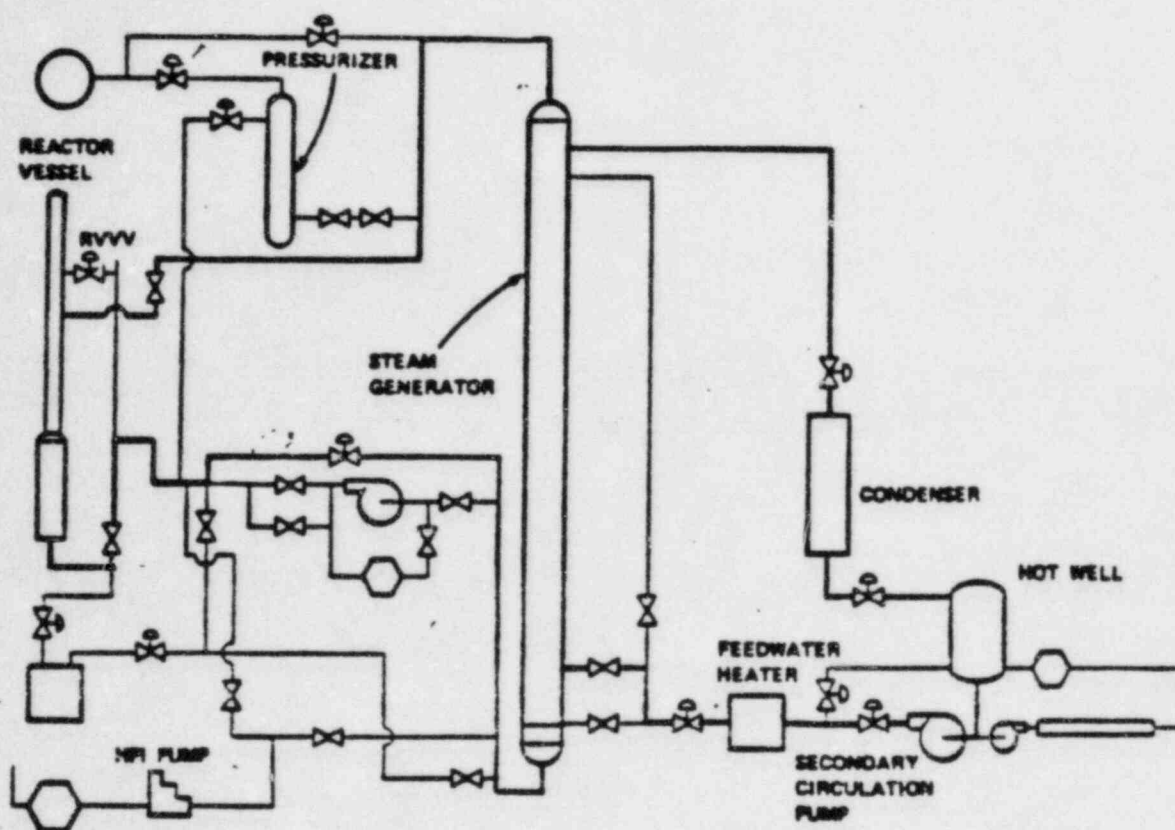 PRESSURIZER
REACTOR
VESSEL
RVVV
STEAM
GENERATOR
CONDENSER
HOT WELL
FEEDWATER
HEATER
HPI PUMP
SECONDARY
CIRCULATION
PUMP